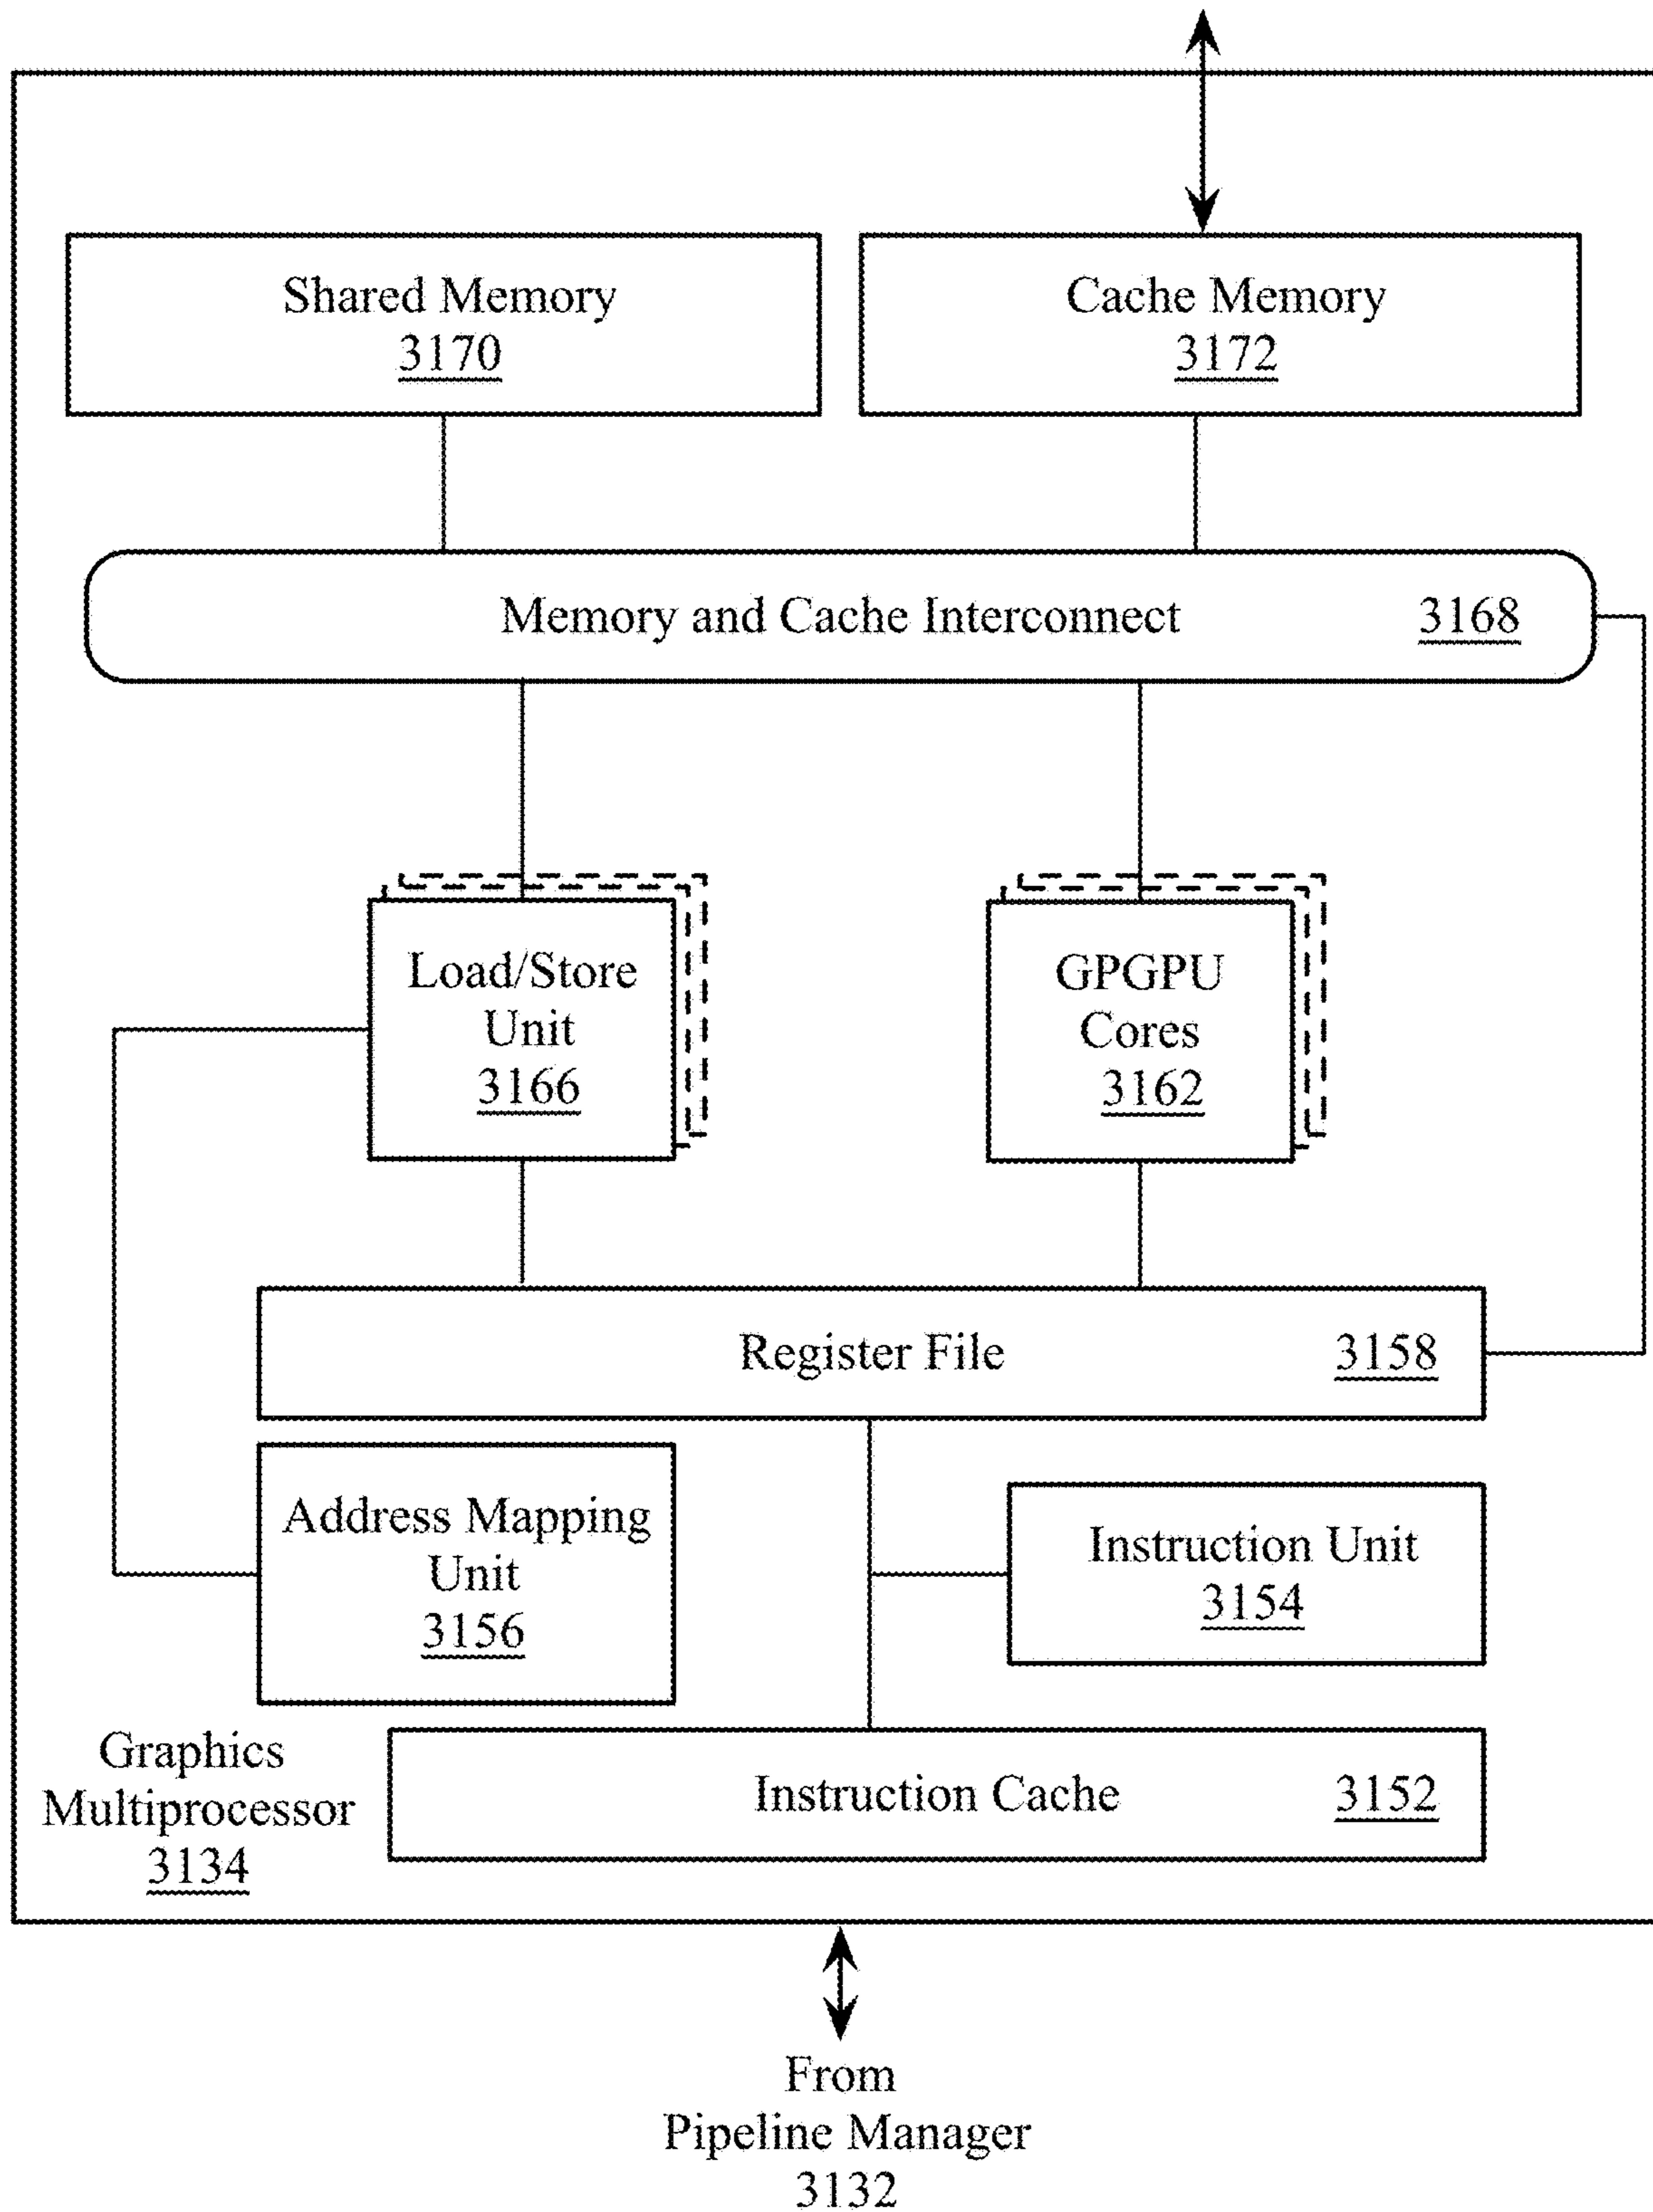 Shared Memory
3170
Cache Memory
3172
Memory and Cache Interconnect 3168
Load/Store
Unit
3166
GPGPU
Cores
3162
Register File 3158
Address Mapping
Unit
3156
Instruction Unit
3154
Graphics
Multiprocessor
3134
Instruction Cache 3152
From
Pipeline Manager
3132